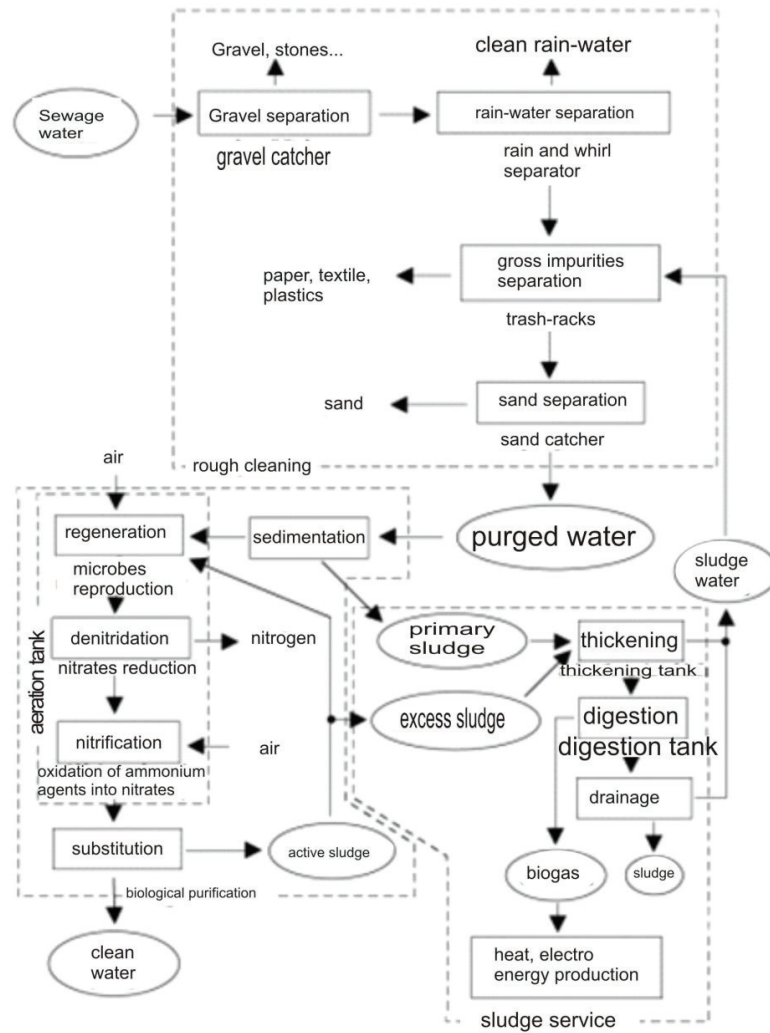 Gravel, stones...
clean rain-water
Sewage
water
Gravel separation
rain-water separation
gravel catcher
rain and whirl
separator
gross impurities
separation
paper, textile,
plastics
trash-racks
sand separation
sand
sand catcher
rough cleaning
air
regeneration
sedimentation
purged water
sludge
water
microbes
reproduction
aeration tank
denitridation
nitrogen
nitrates reduction
primary
sludge
thickening
thickening tank
excess sludge
digestion
digestion tank
nitrification
air
oxidation of ammonium
agents into nitrates
drainage
substitution
active sludge
biogas
sludge
biological purification
clean
water
heat, electro
energy production
sludge service